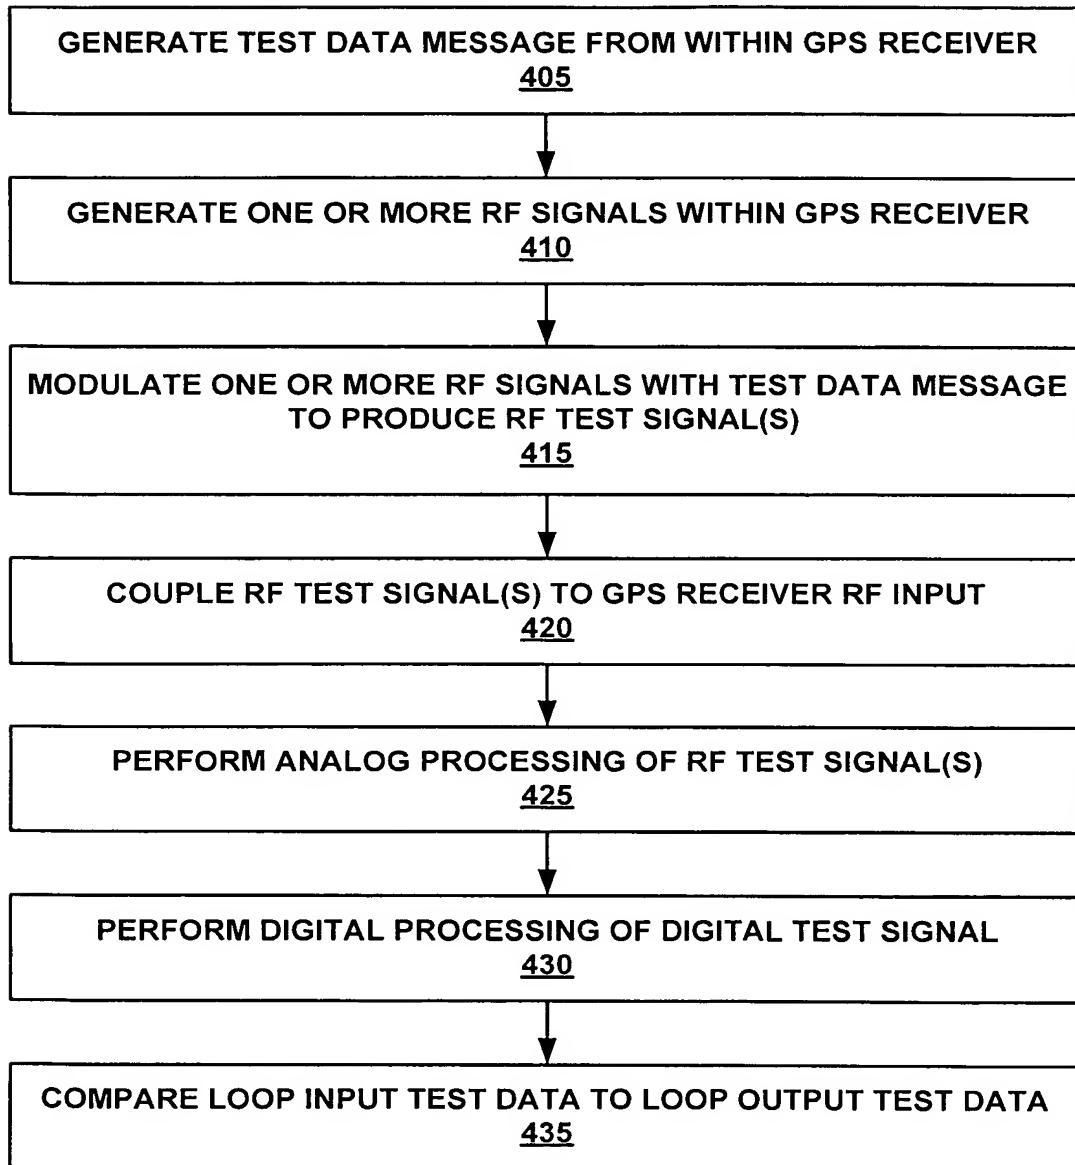 GENERATE TEST DATA MESSAGE FROM WITHIN GPS RECEIVER
405
GENERATE ONE OR MORE RF SIGNALS WITHIN GPS RECEIVER
410
MODULATE ONE OR MORE RF SIGNALS WITH TEST DATA MESSAGE
TO PRODUCE RF TEST SIGNAL(S)
415
COUPLE RF TEST SIGNAL(S) TO GPS RECEIVER RF INPUT
420
PERFORM ANALOG PROCESSING OF RF TEST SIGNAL(S)
425
PERFORM DIGITAL PROCESSING OF DIGITAL TEST SIGNAL
430
COMPARE LOOP INPUT TEST DATA TO LOOP OUTPUT TEST DATA
435